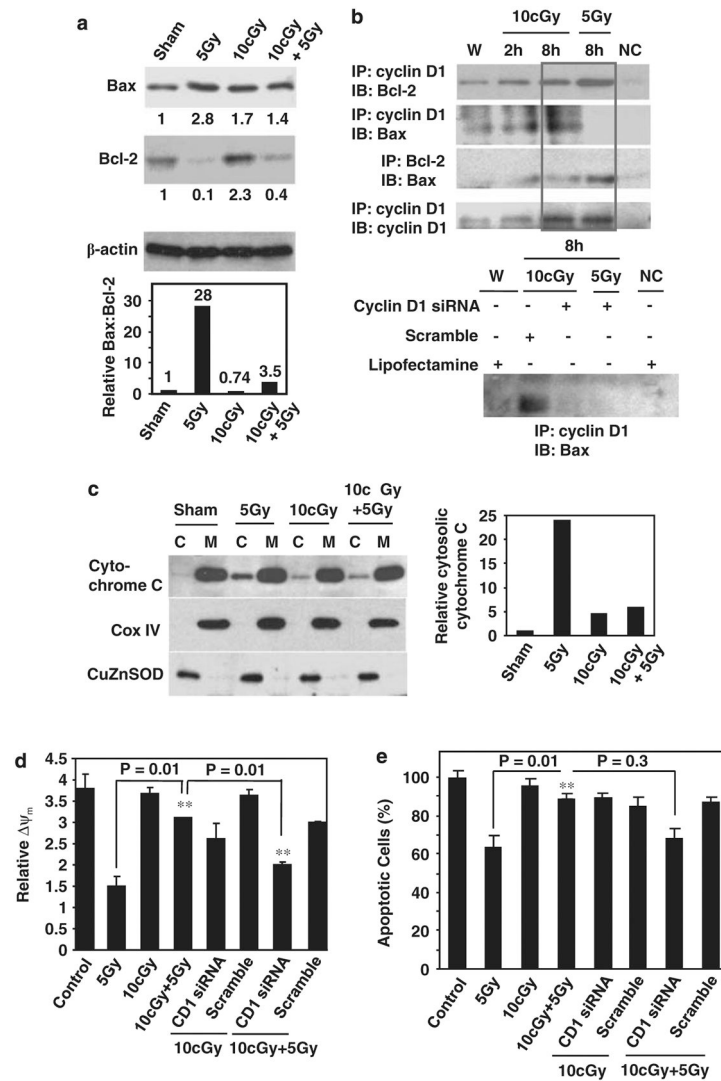 a
Sham
5Gy
10cGy
10cGy + 5Gy
Bax
1 2.8 1.7 1.4
Bcl-2
1 0.1 2.3 0.4
β-actin
Relative Bax:Bcl-2
30
25
20
15
10
5
0
1
28
0.74
3.5
Sham
5Gy
10cGy
10cGy + 5Gy
b
10cGy 5Gy
W 2h 8h 8h NC
IP: cyclin D1
IB: Bcl-2
IP: cyclin D1
IB: Bax
IP: Bcl-2
IB: Bax
IP: cyclin D1
IB: cyclin D1
8h
W 10cGy 5Gy NC
Cyclin D1 siRNA - - + + -
Scramble - + - - -
Lipofectamine + - - - +
IP: cyclin D1
IB: Bax
c
Sham 5Gy 10cGy 10c Gy
+5Gy
C M C M C M C M
Cyto-
chrome C
Cox IV
CuZnSOD
Relative cytosolic
cytochrome C
25
20
15
10
5
0
Sham
5Gy
10cGy
10cGy + 5Gy
d
Relative Δψm
4.5
4
3.5
3
2.5
2
1.5
1
0.5
0
P = 0.01 P = 0.01
**
**
Control
5Gy
10cGy
10cGy+5Gy
CD1 siRNA
Scramble
CD1 siRNA
Scramble
10cGy 10cGy+5Gy
e
Apoptotic Cells (%)
100
80
60
40
20
0
P = 0.01 P = 0.3
**
Control
5Gy
10cGy
10cGy+5Gy
CD1 siRNA
Scramble
CD1 siRNA
Scramble
10cGy 10cGy+5Gy